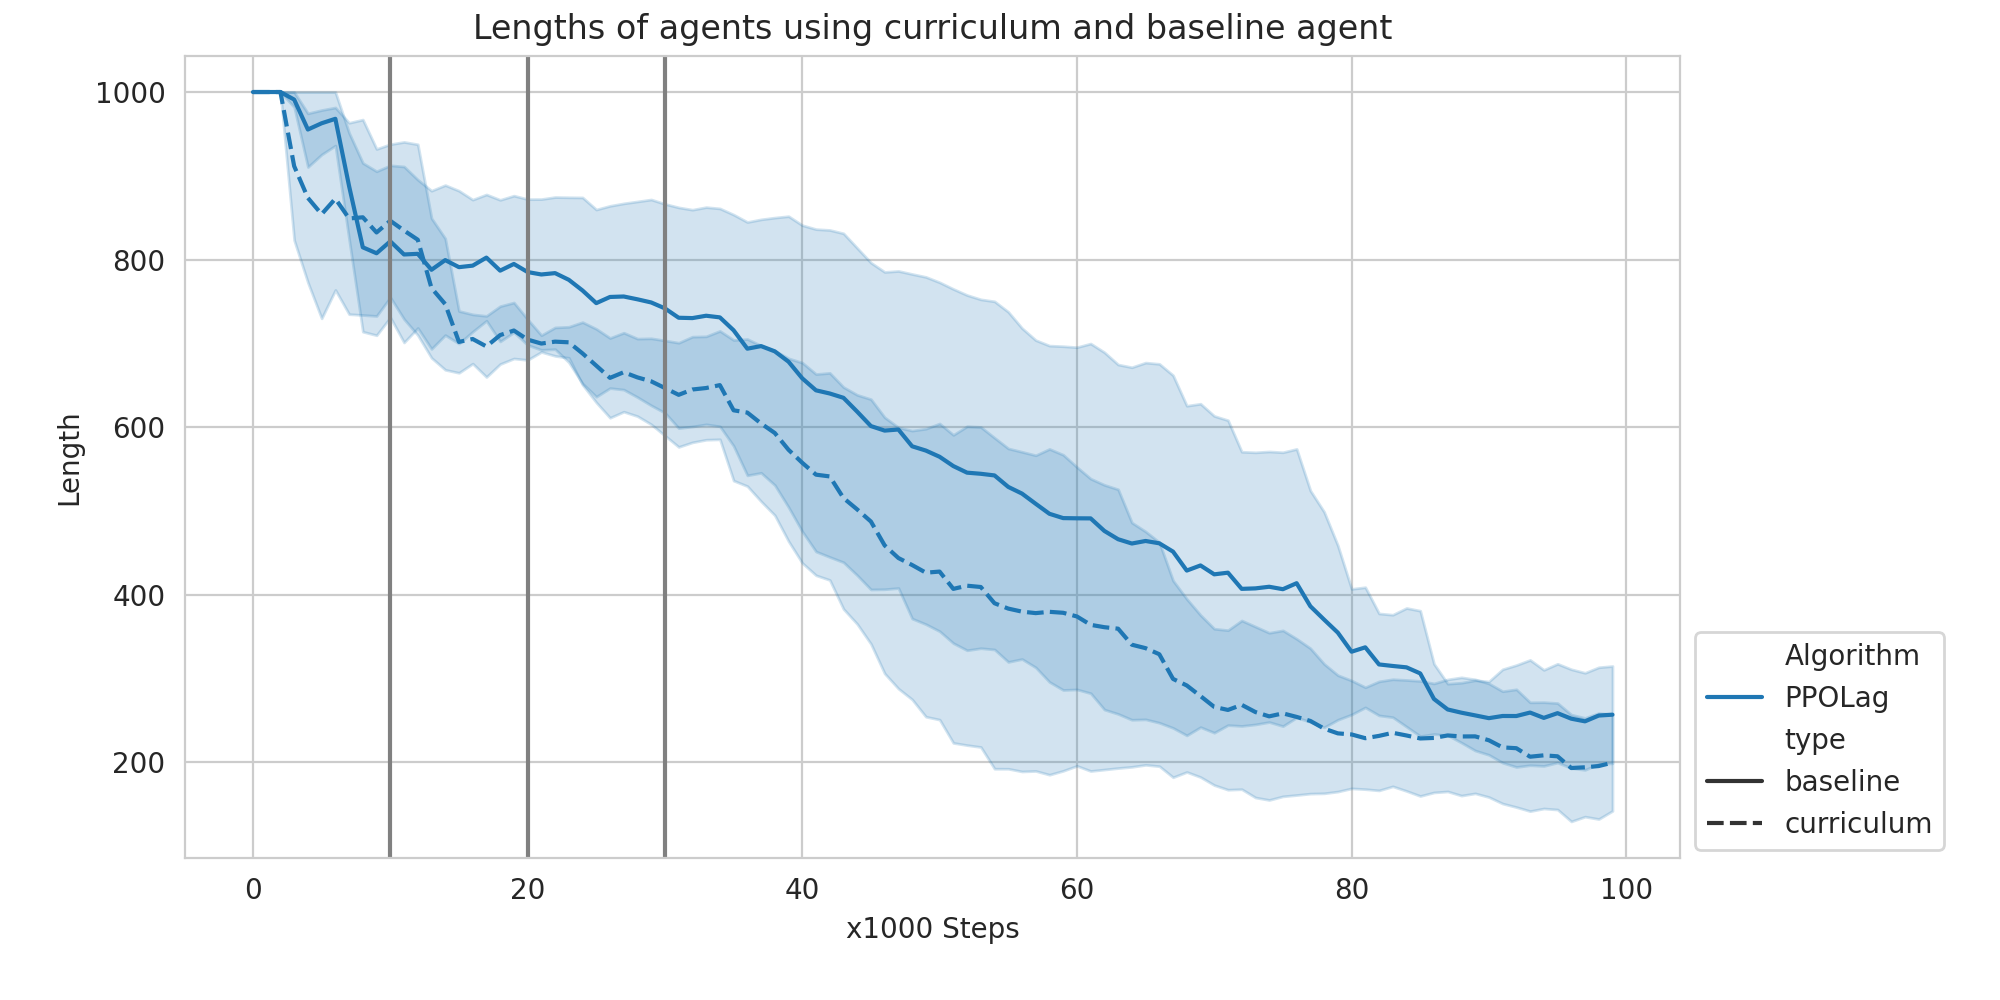 Lengths of agents using curriculum and baseline agent
1000
800
600
400
200
Length
0 20 40 60 80 100
x1000 Steps
Algorithm
PPOLag
type
baseline
curriculum